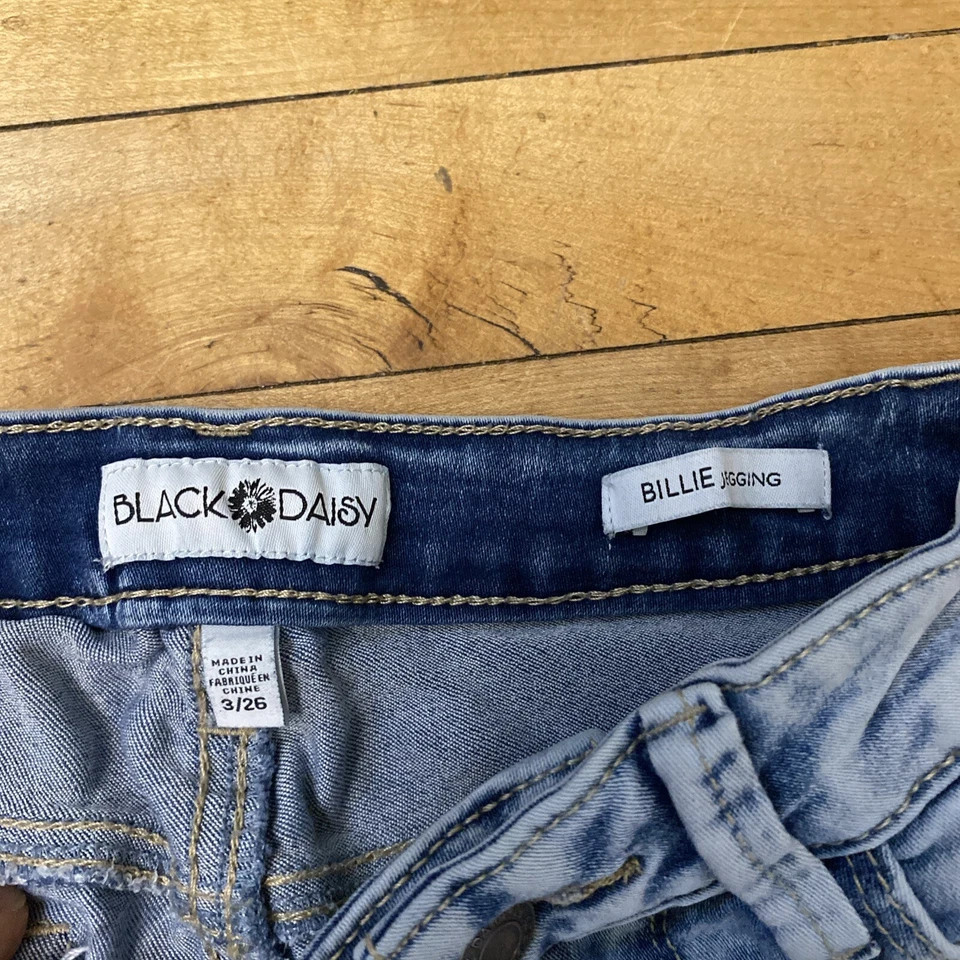 BLACK DAISY
BILLIE JEGGING
MADE IN
CHINA
FABRIQUÉ EN
CHINE
3/26